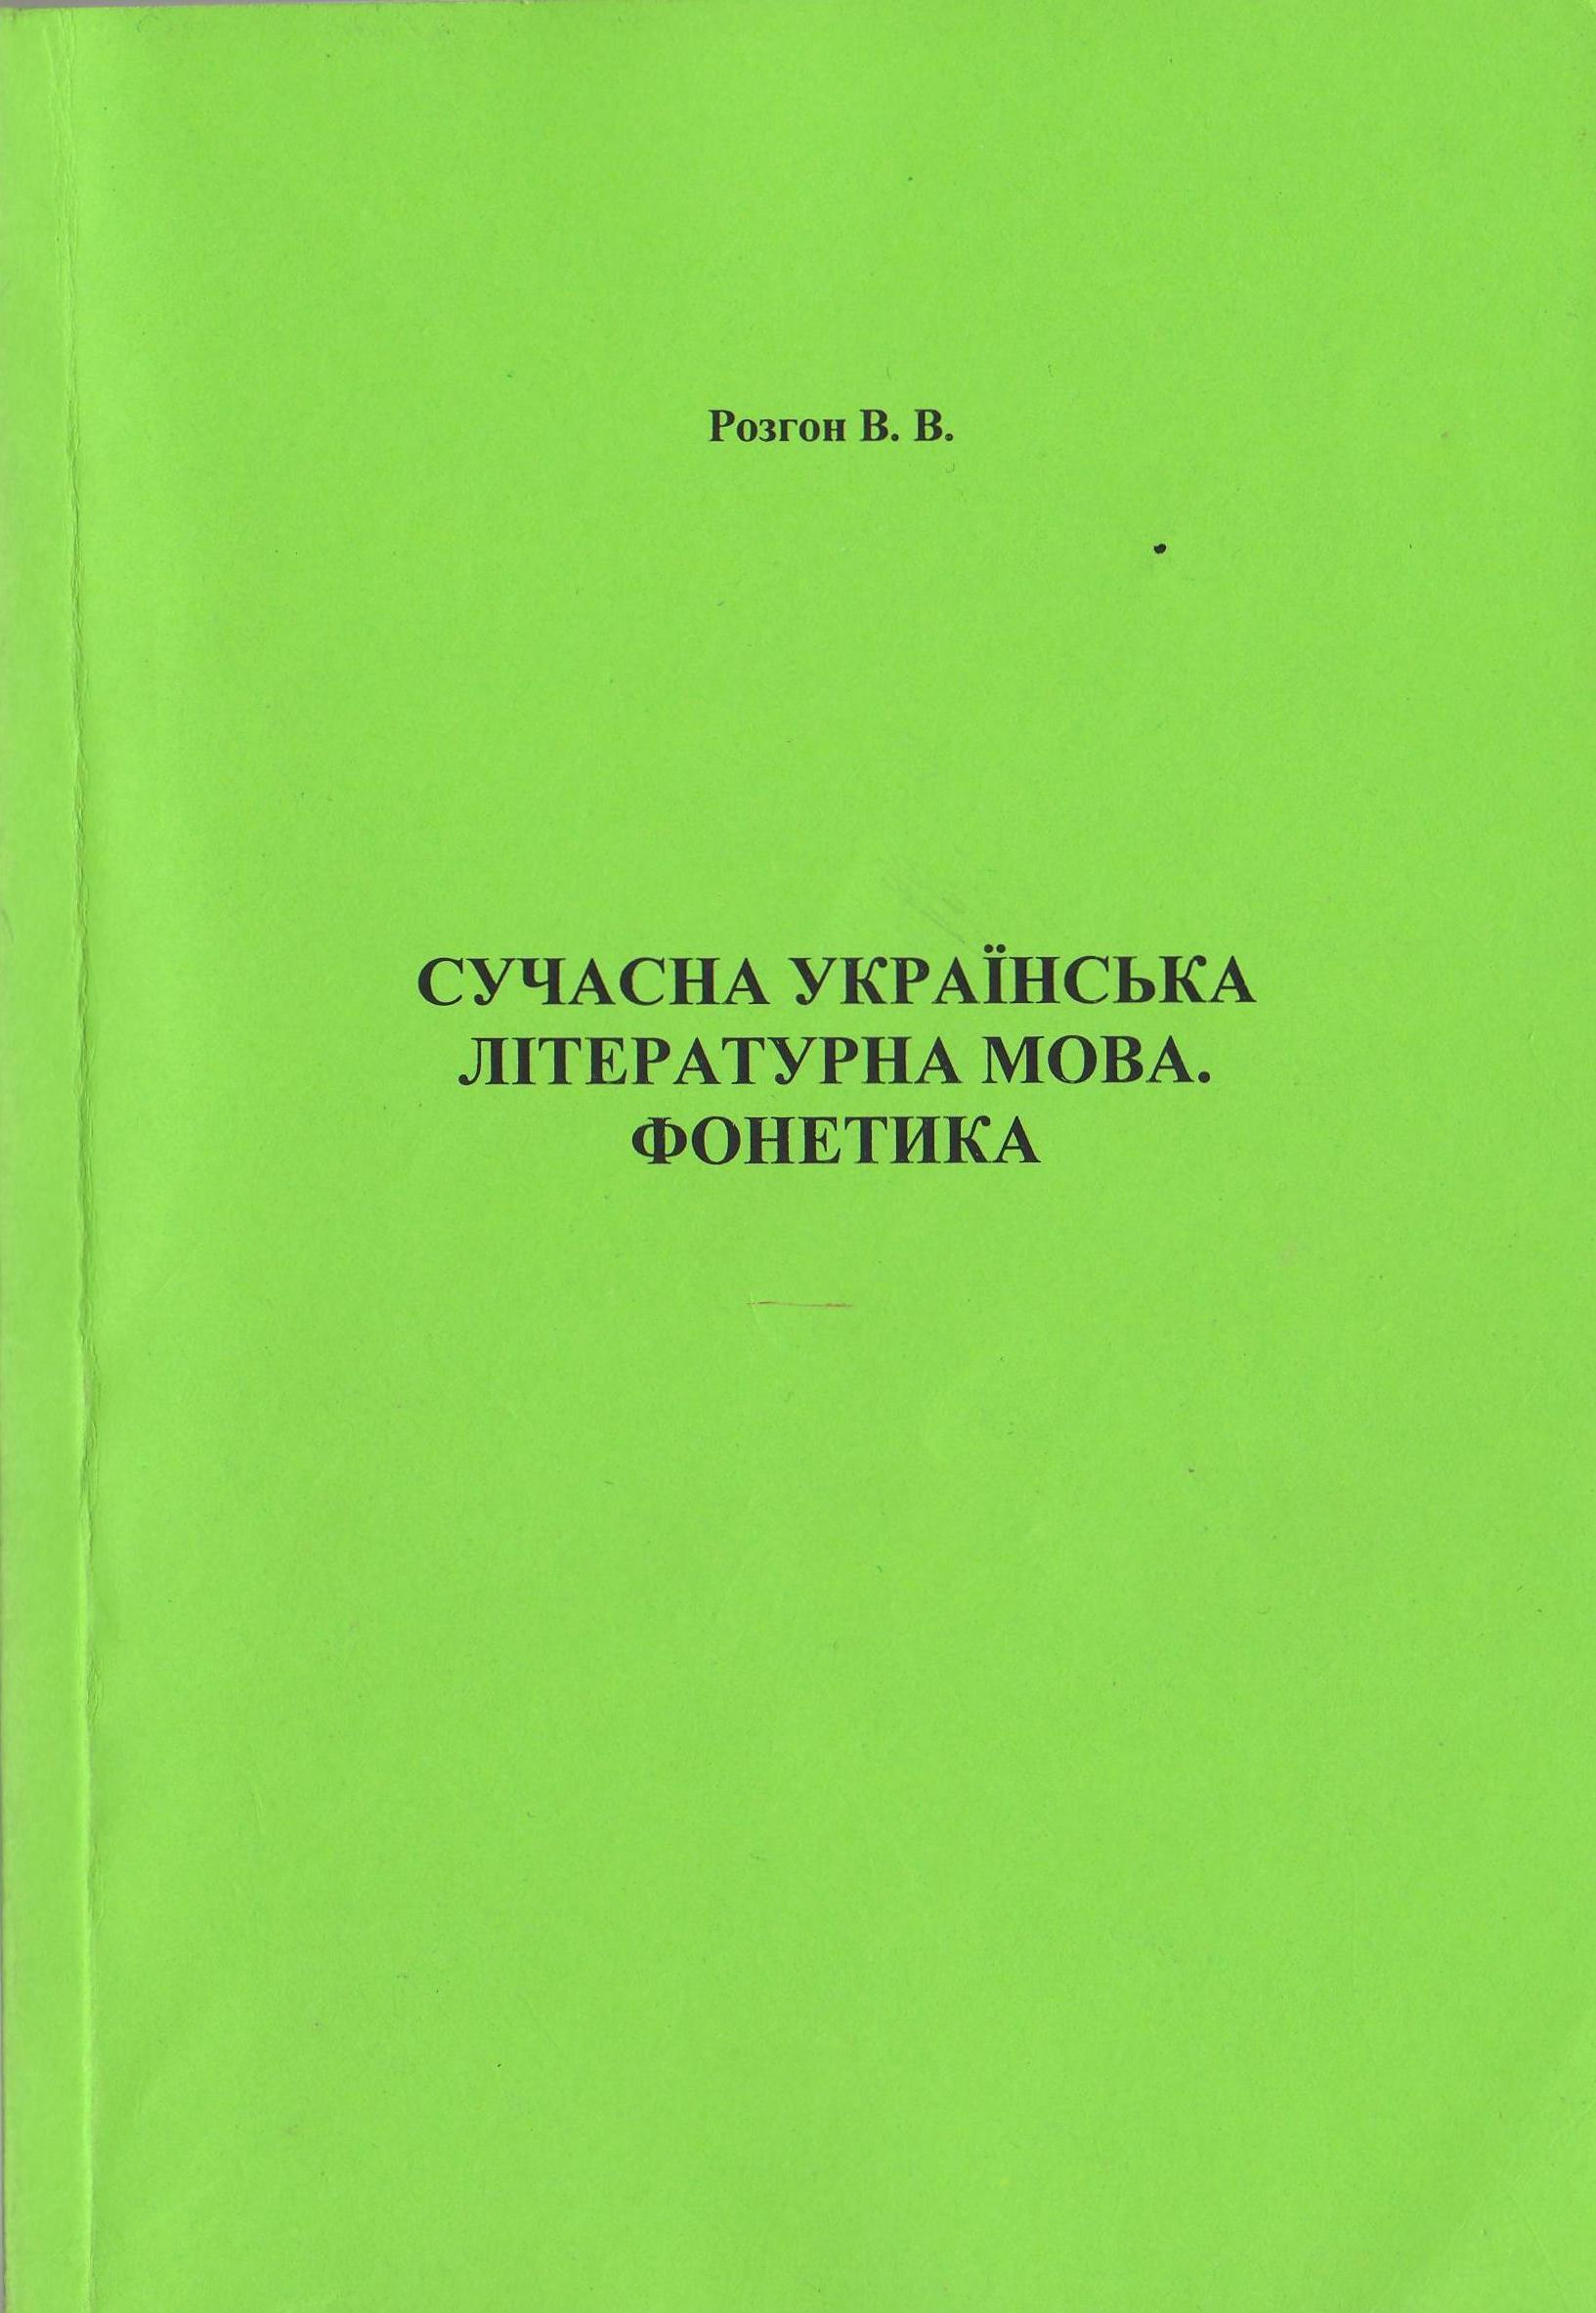 Розгон В. В.
СУЧАСНА УКРАЇНСЬКА
ЛІТЕРАТУРНА МОВА.
ФОНЕТИКА